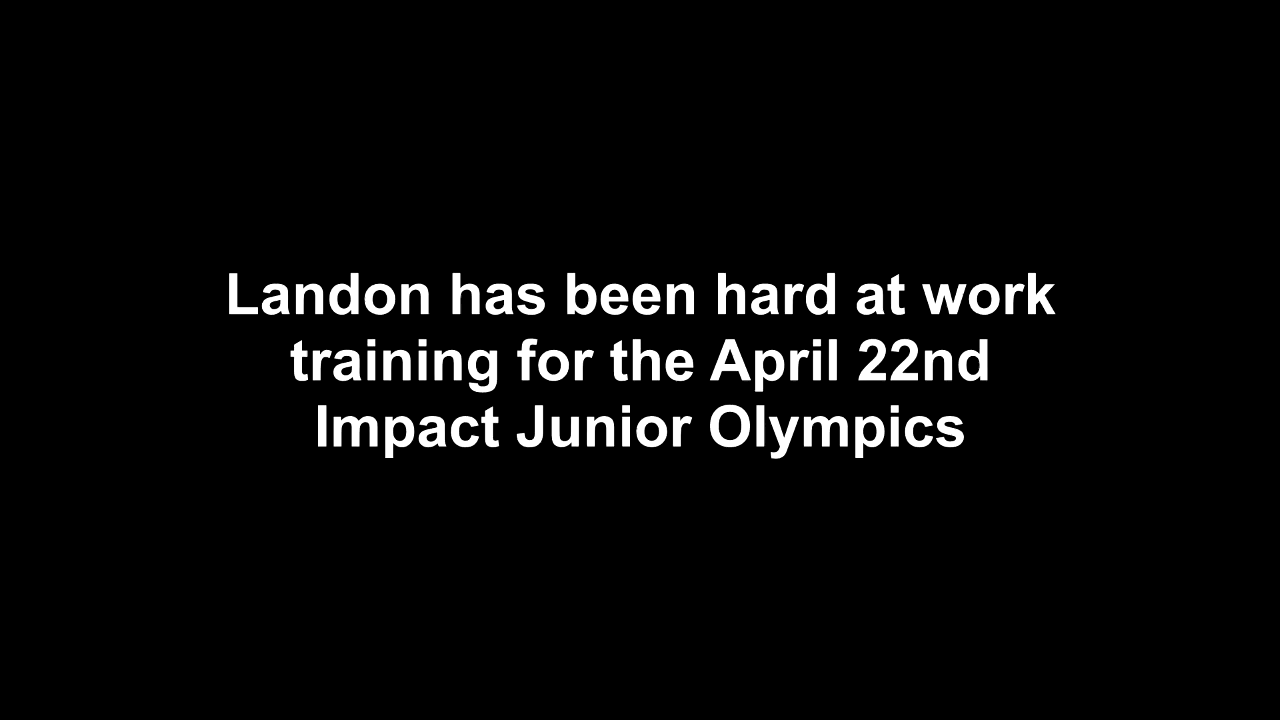 Landon has been hard at work
training for the April 22nd
Impact Junior Olympics